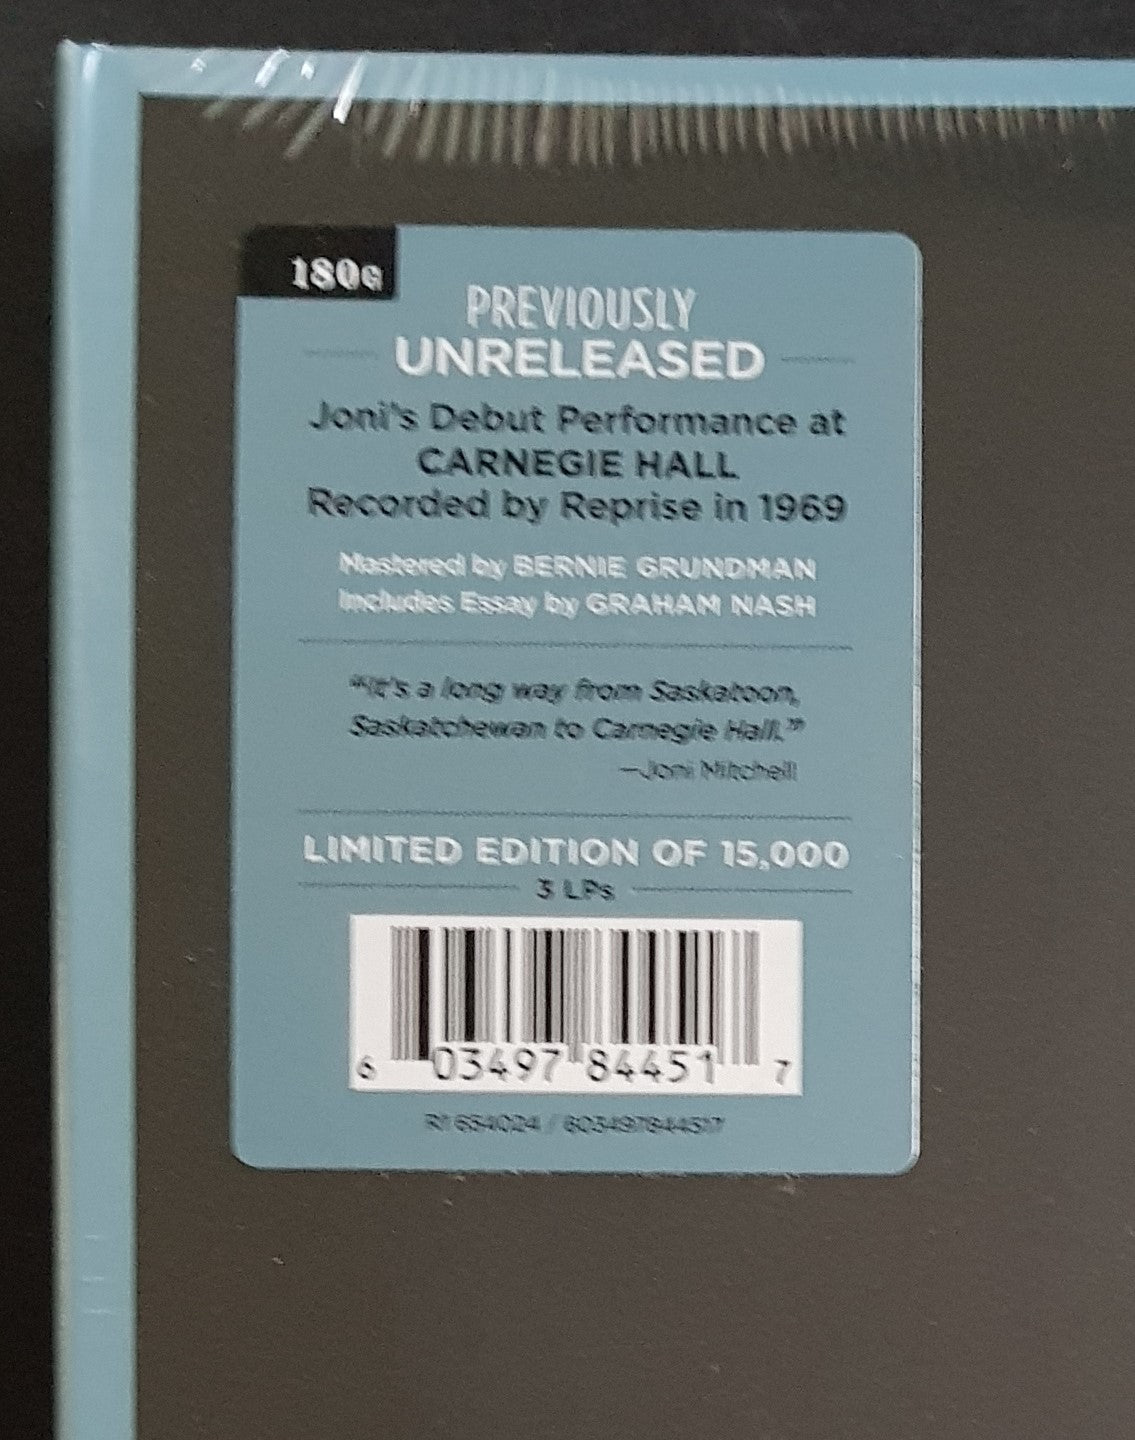 180G
PREVIOUSLY
UNRELEASED
Joni's Debut Performance at
CARNEGIE HALL
Recorded by Reprise in 1969
Mastered by BERNIE GRUNDMAN
Includes Essay by GRAHAM NASH
“It's a long way from Saskatoon,
Saskatchewan to Carnegie Hall.”
—Joni Mitchell
LIMITED EDITION OF 15,000
3 LPs
6 03497 84451 7
R1 654024 / 603497844517